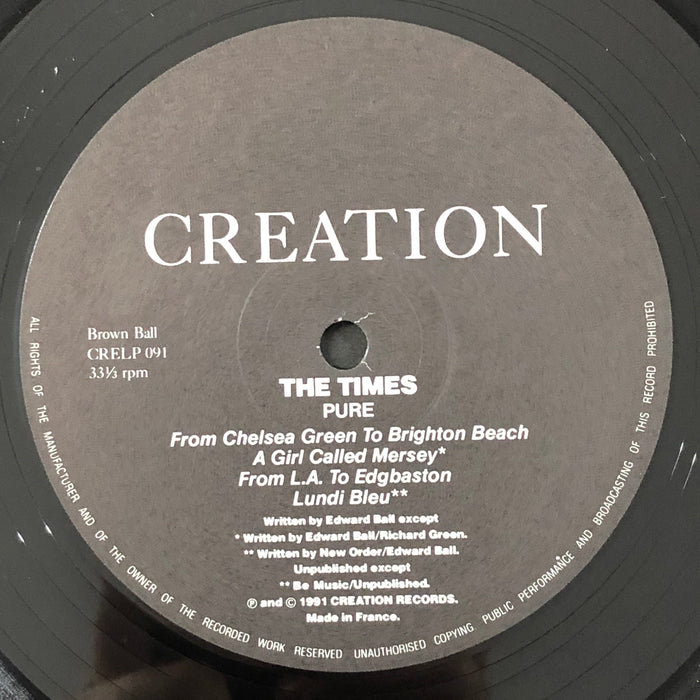 CREATION
Brown Ball
CRELP 091
33⅓ rpm
THE TIMES
PURE
From Chelsea Green To Brighton Beach
A Girl Called Mersey*
From L.A. To Edgbaston
Lundi Bleu**
Written by Edward Ball except
* Written by Edward Ball/Richard Green.
** Written by New Order/Edward Ball.
Unpublished except
** Be Music/Unpublished.
℗ and © 1991 CREATION RECORDS.
Made in France.
ALL RIGHTS OF THE MANUFACTURER AND OF THE OWNER OF THE RECORDED WORK RESERVED UNAUTHORISED COPYING PUBLIC PERFORMANCE AND BROADCASTING OF THIS RECORD PROHIBITED